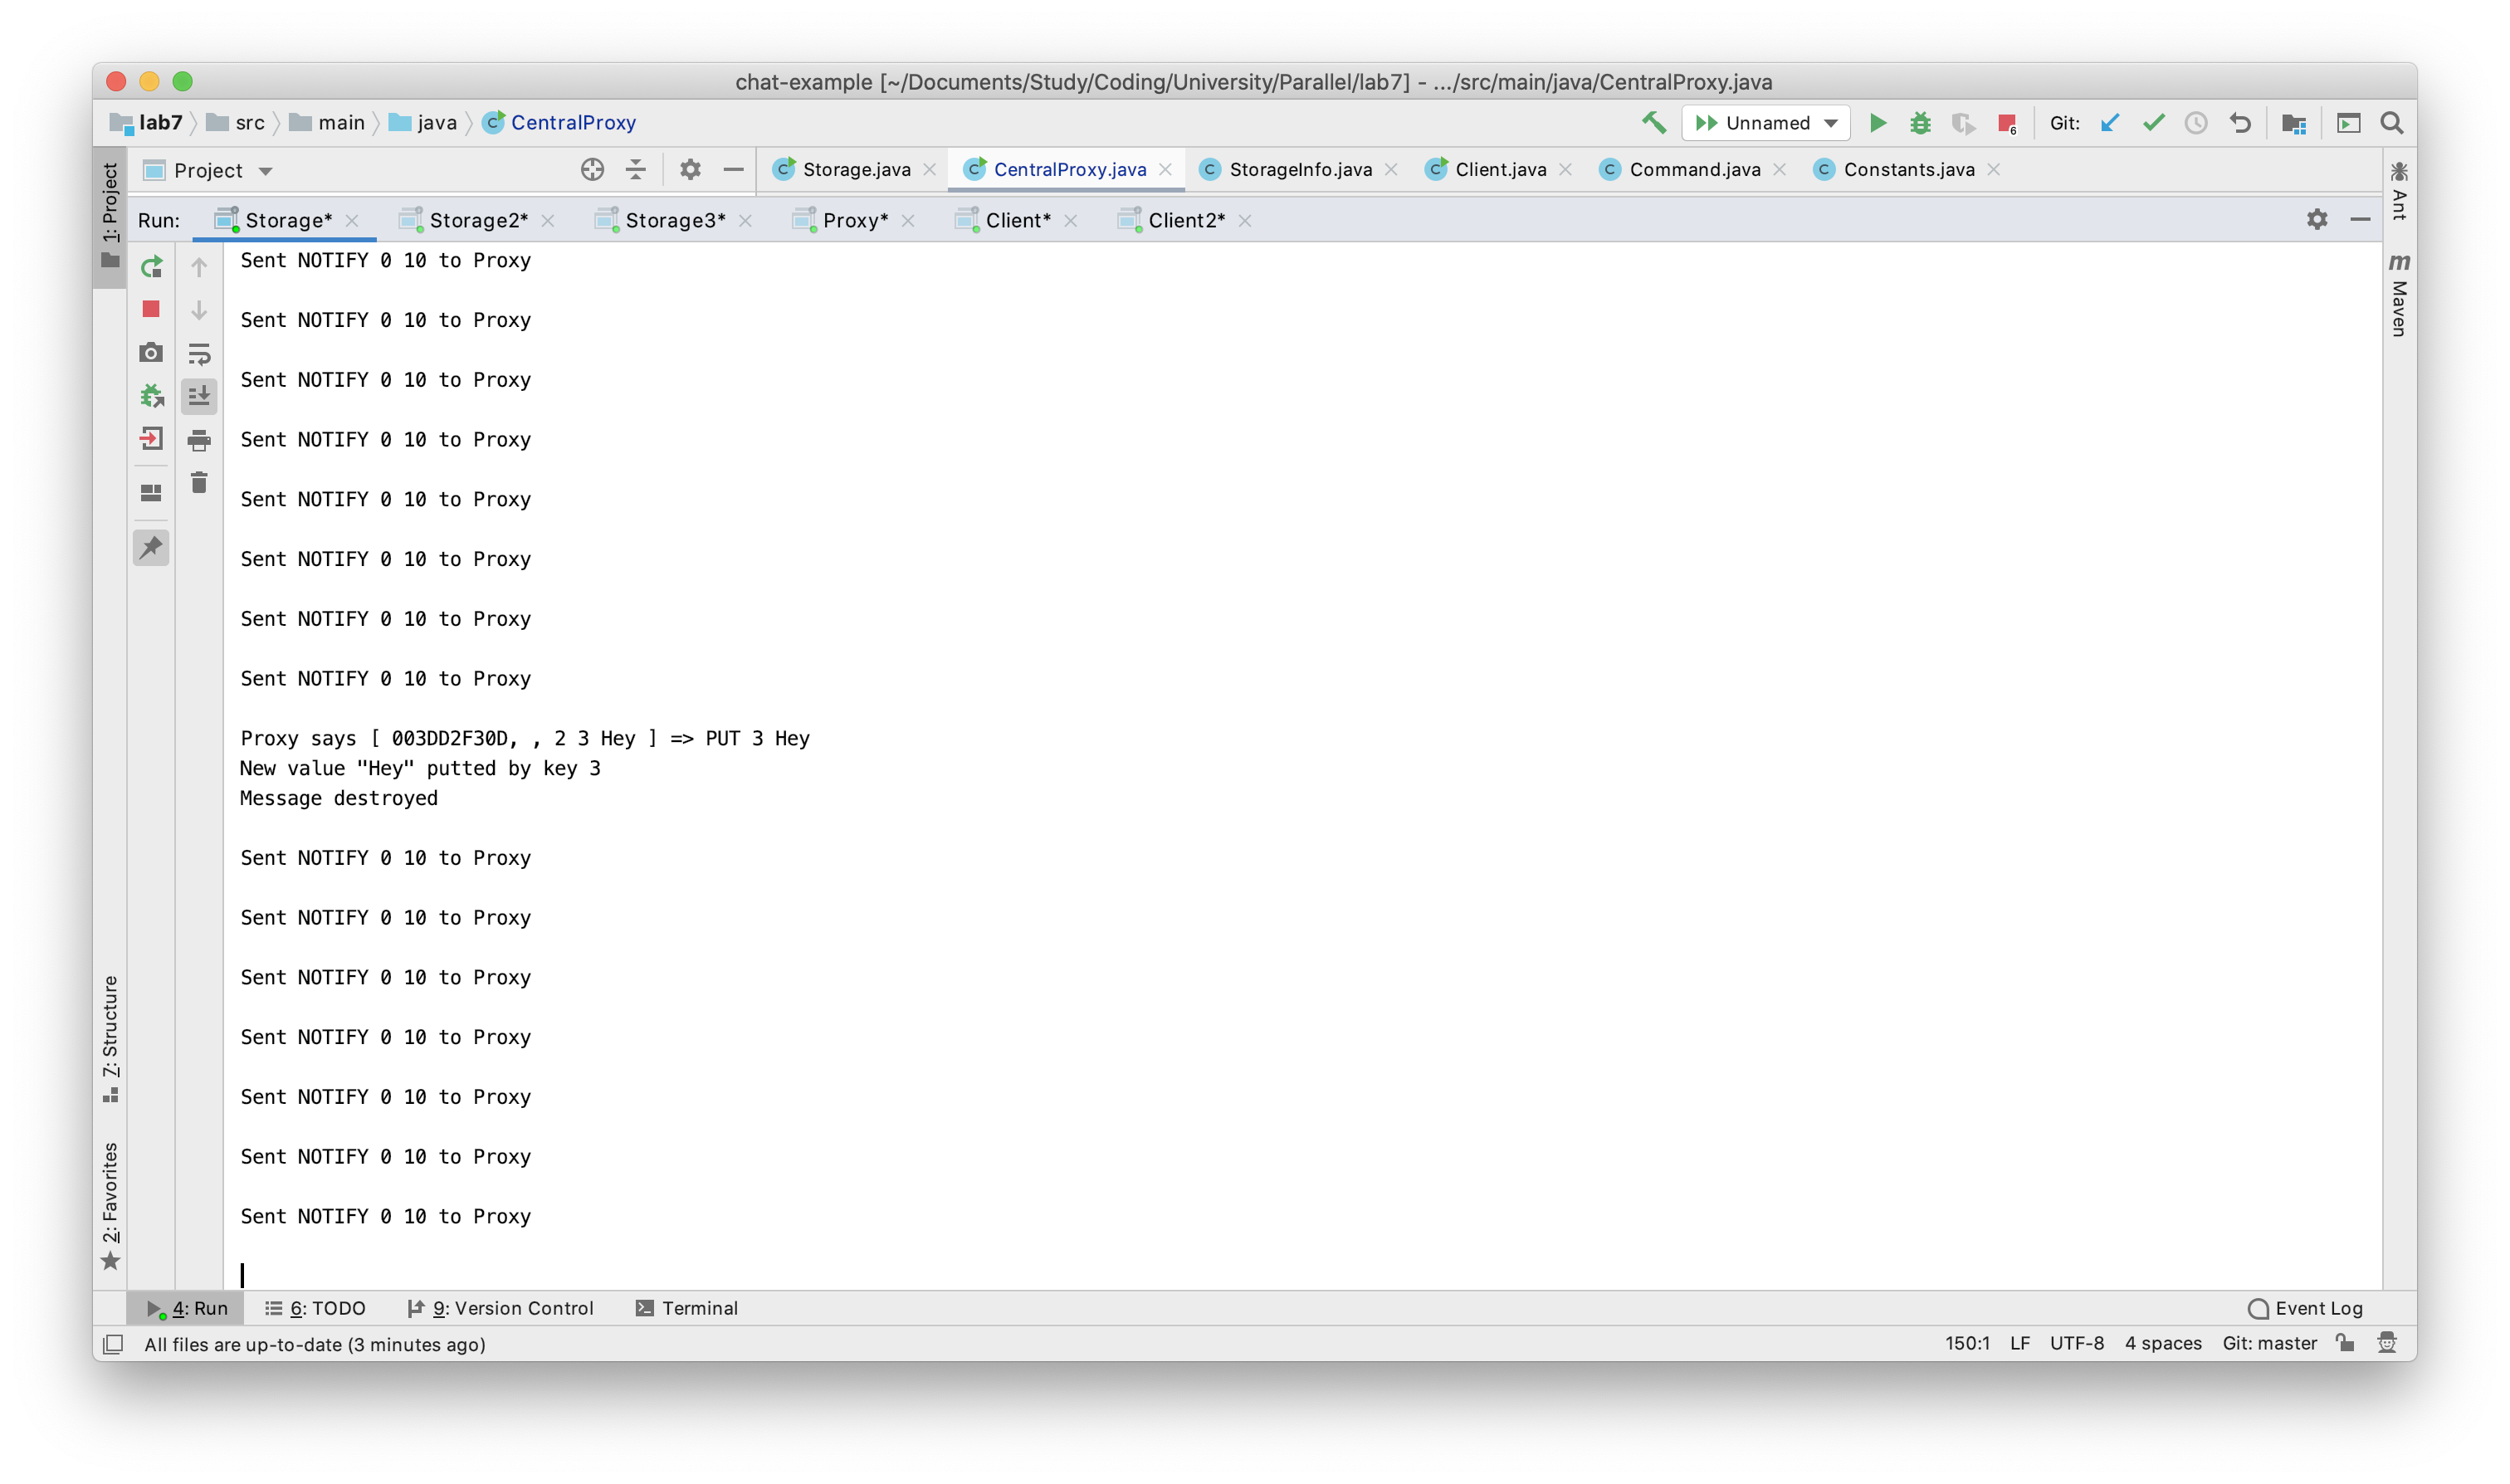 chat-example [~/Documents/Study/Coding/University/Parallel/lab7] - .../src/main/java/CentralProxy.java
lab7 src main java CentralProxy Unnamed 6 Git:
Project Storage.java CentralProxy.java StorageInfo.java Client.java Command.java Constants.java
Run: Storage* Storage2* Storage3* Proxy* Client* Client2*
1: Project
7: Structure
2: Favorites
Ant
m Maven
Sent NOTIFY 0 10 to Proxy
Sent NOTIFY 0 10 to Proxy
Sent NOTIFY 0 10 to Proxy
Sent NOTIFY 0 10 to Proxy
Sent NOTIFY 0 10 to Proxy
Sent NOTIFY 0 10 to Proxy
Sent NOTIFY 0 10 to Proxy
Sent NOTIFY 0 10 to Proxy
Proxy says [ 003DD2F30D, , 2 3 Hey ] => PUT 3 Hey
New value "Hey" putted by key 3
Message destroyed
Sent NOTIFY 0 10 to Proxy
Sent NOTIFY 0 10 to Proxy
Sent NOTIFY 0 10 to Proxy
Sent NOTIFY 0 10 to Proxy
Sent NOTIFY 0 10 to Proxy
Sent NOTIFY 0 10 to Proxy
Sent NOTIFY 0 10 to Proxy
4: Run 6: TODO 9: Version Control Terminal Event Log
All files are up-to-date (3 minutes ago) 150:1 LF UTF-8 4 spaces Git: master